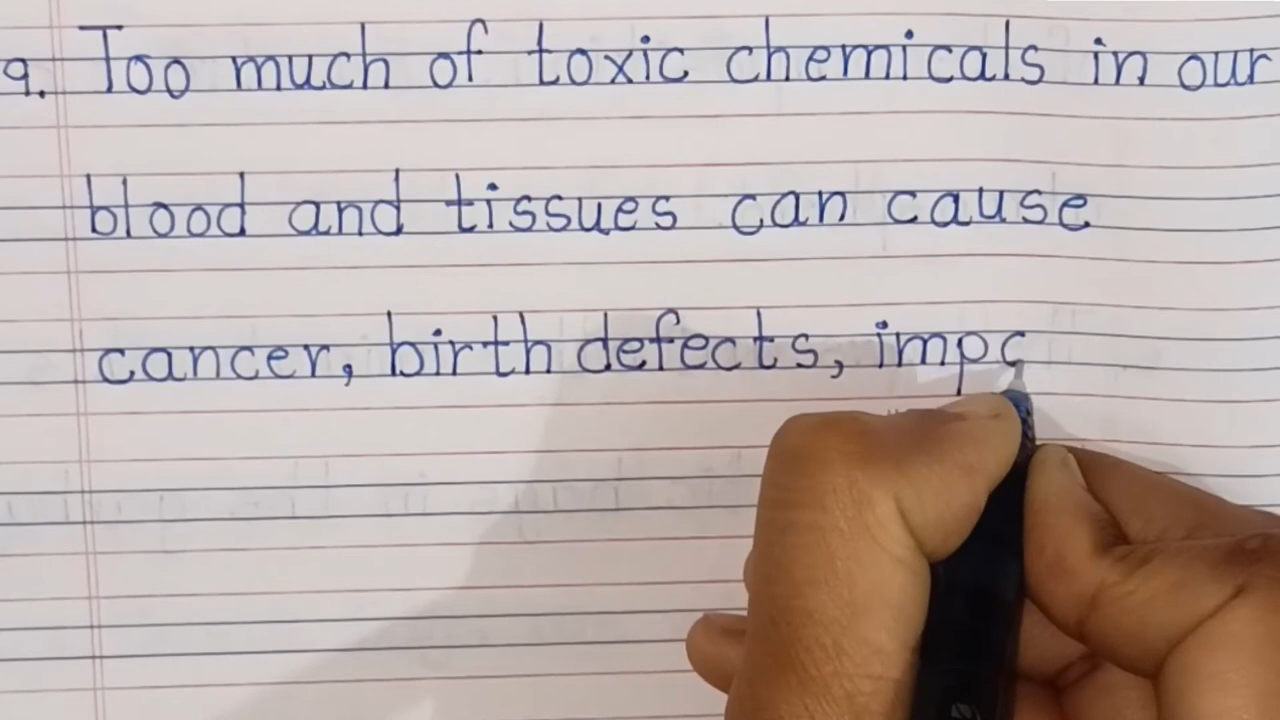 9. Too much of toxic chemicals in our
blood and tissues can cause
cancer, birth defects,